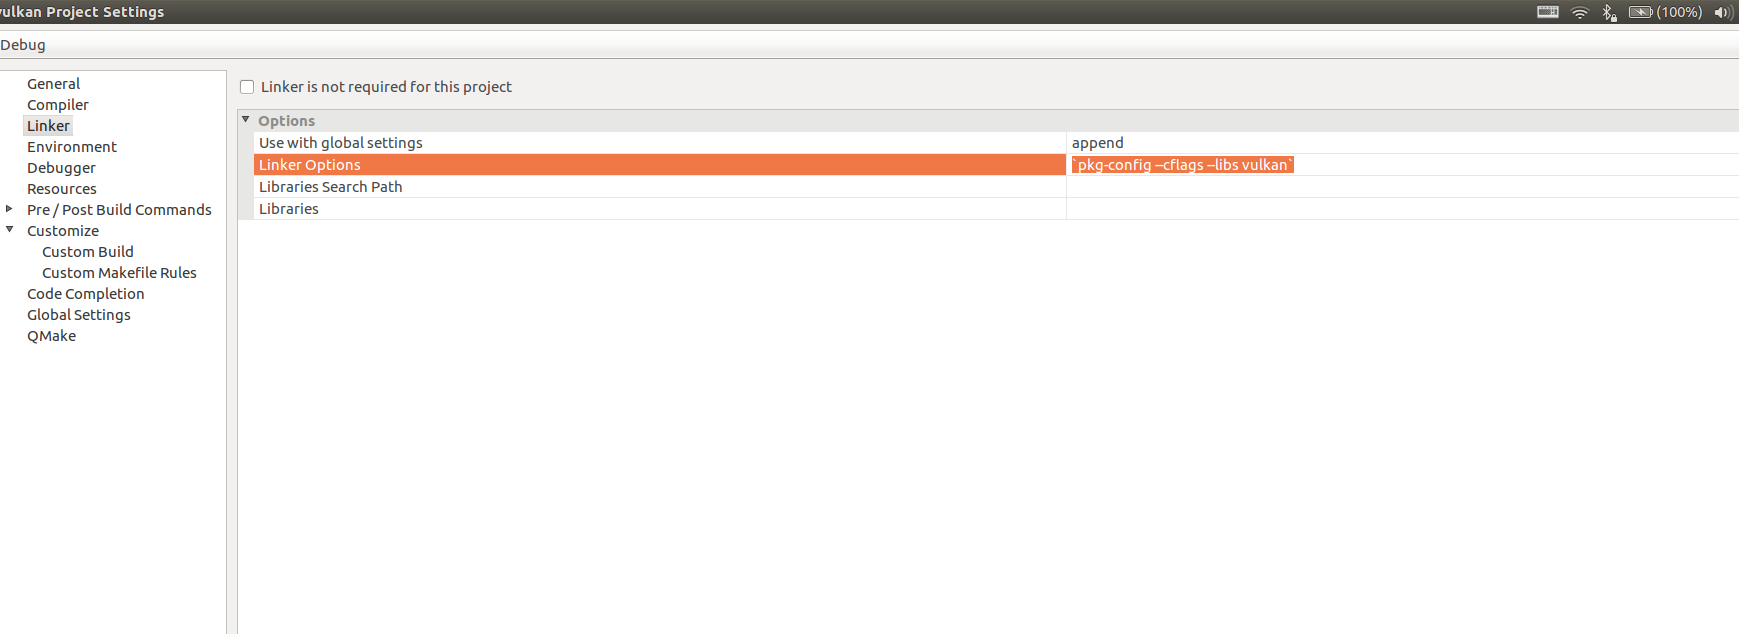 vulkan Project Settings
(100%)
Debug
General
Compiler
Linker
Environment
Debugger
Resources
Pre / Post Build Commands
Customize
Custom Build
Custom Makefile Rules
Code Completion
Global Settings
QMake
Linker is not required for this project
Options
Use with global settings append
Linker Options `pkg-config --cflags --libs vulkan`
Libraries Search Path
Libraries